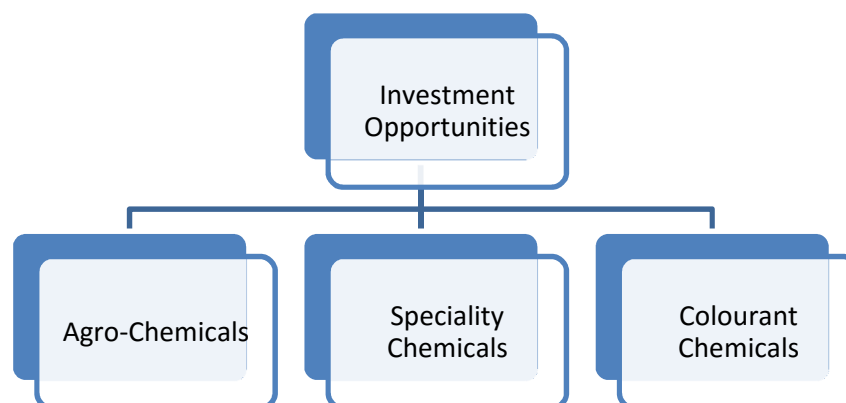 Investment
Opportunities
Agro-Chemicals
Speciality
Chemicals
Colourant
Chemicals